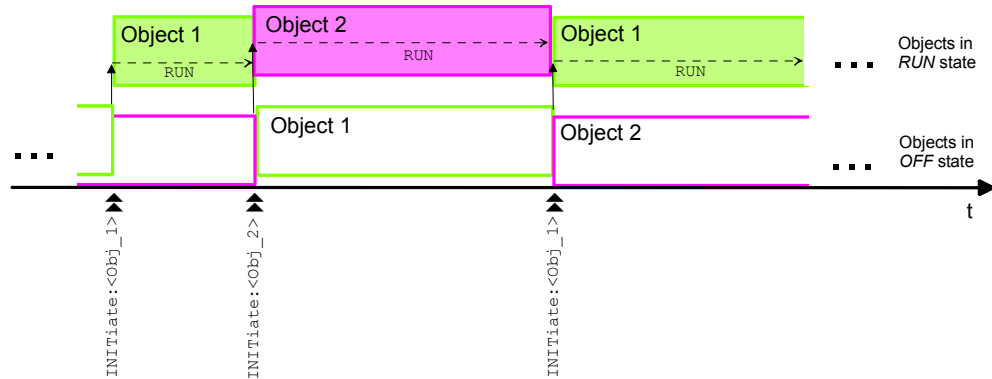 Object 1
Object 2
Object 1
RUN
RUN
RUN
Objects in
RUN state
...
Object 1
Object 2
Objects in
OFF state
...
...
t
INITiate:<Obj_1>
INITiate:<Obj_2>
INITiate:<Obj_1>